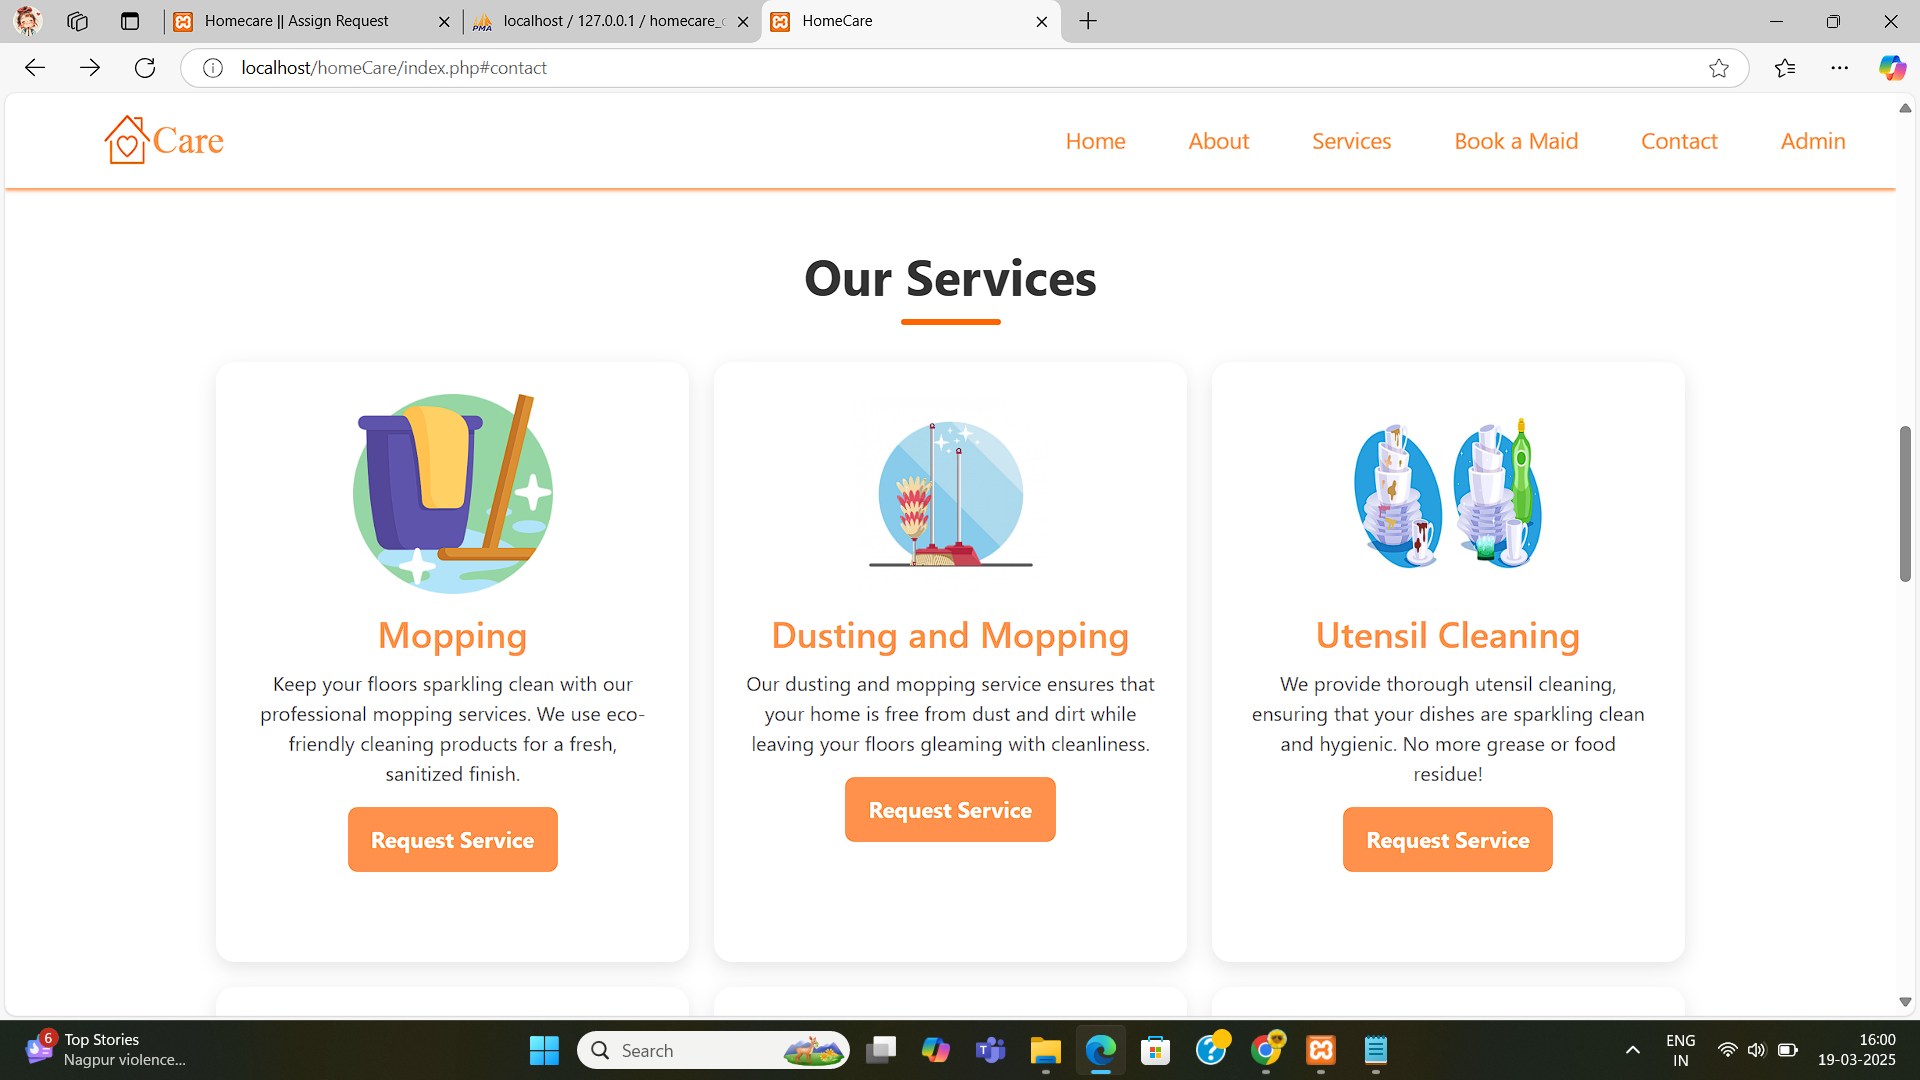 Homecare || Assign Request
localhost / 127.0.0.1 / homecare_
HomeCare
localhost/homeCare/index.php#contact
Care
Home
About
Services
Book a Maid
Contact
Admin
Our Services
Mopping
Keep your floors sparkling clean with our
professional mopping services. We use eco-
friendly cleaning products for a fresh,
sanitized finish.
Request Service
Dusting and Mopping
Our dusting and mopping service ensures that
your home is free from dust and dirt while
leaving your floors gleaming with cleanliness.
Request Service
Utensil Cleaning
We provide thorough utensil cleaning,
ensuring that your dishes are sparkling clean
and hygienic. No more grease or food
residue!
Request Service
6
Top Stories
Nagpur violence...
Search
ENG
IN
16:00
19-03-2025
PMA